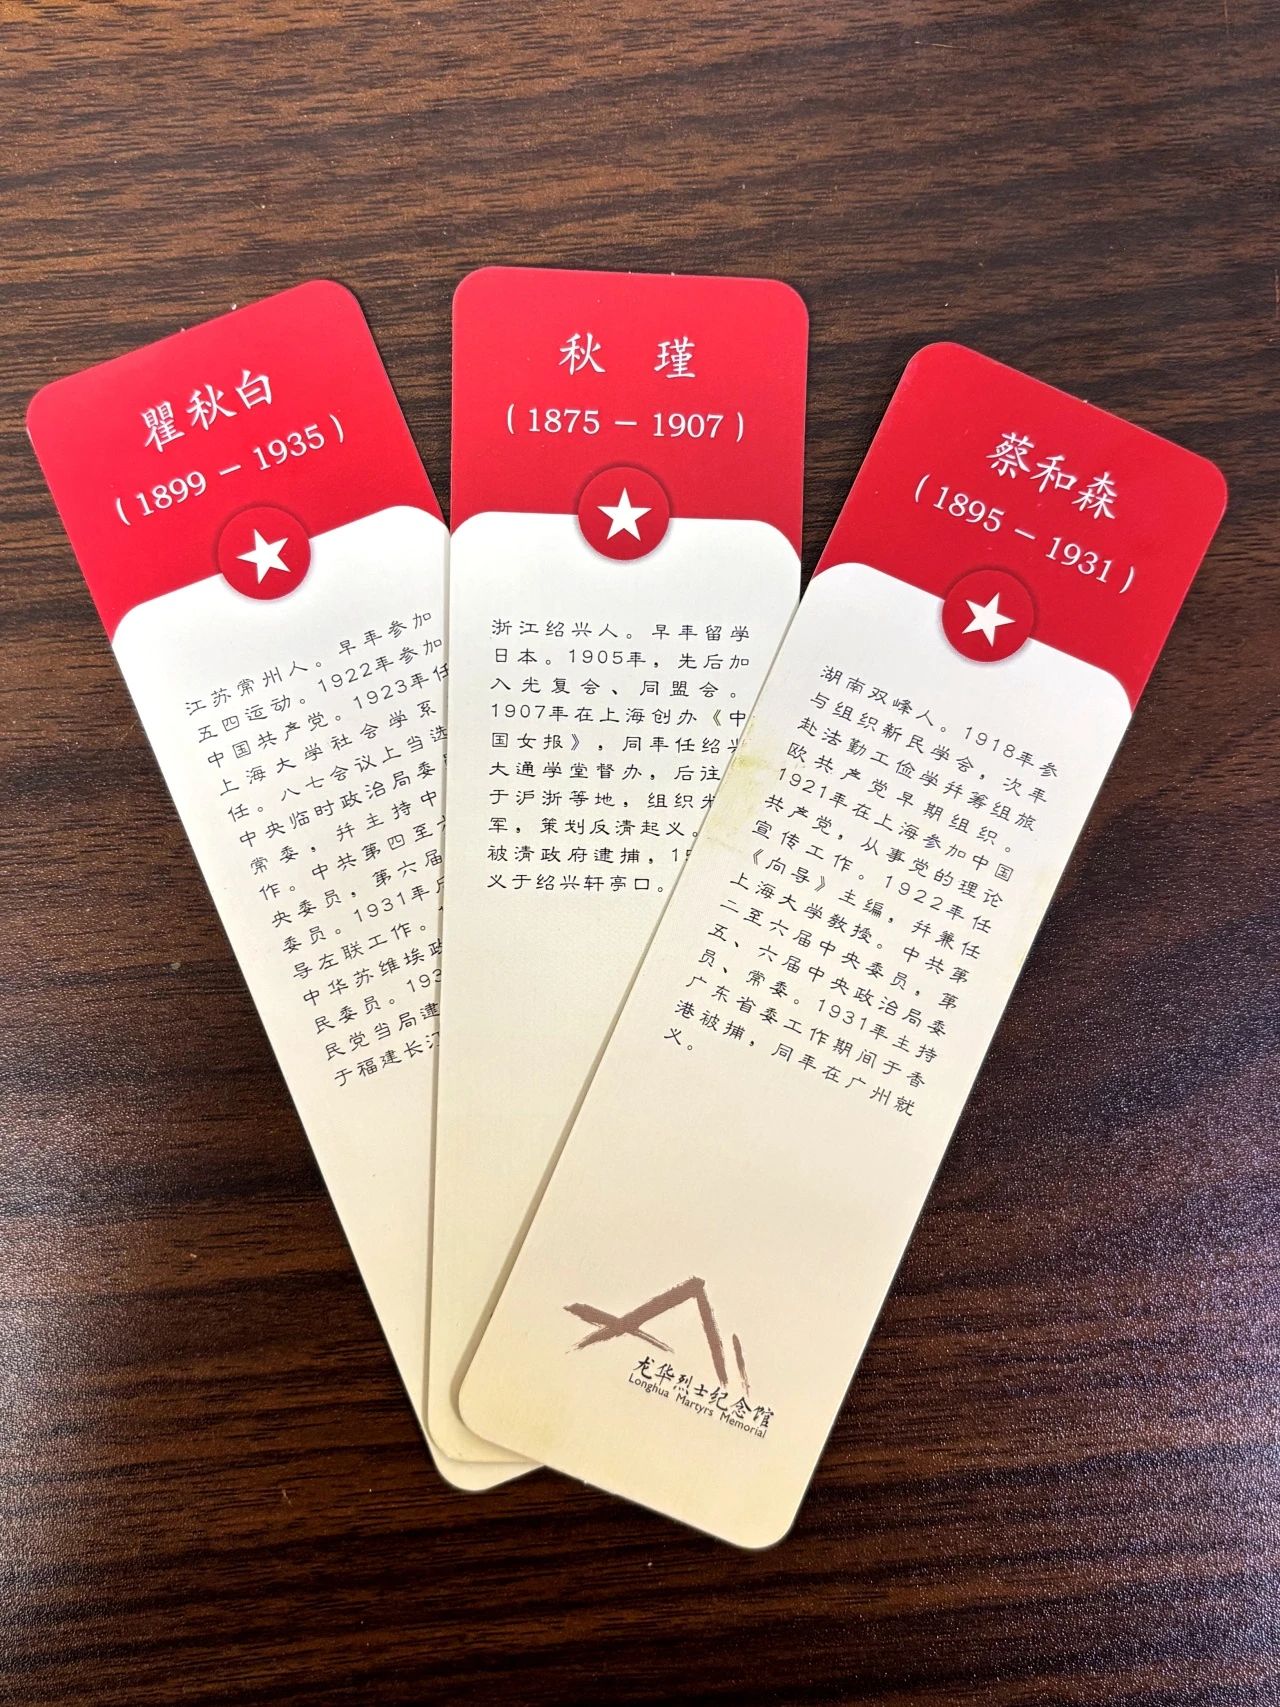 瞿秋白
（1899 － 1935）
江苏常州人。早年参加
五四运动。1922年参加
中国共产党。1923年任
上海大学社会学系
任。八七会议上当选
中央临时政治局委
常委，并主持中
作。中共第四至
央委员，第六届
委员。1931年
导左联工作。
中华苏维埃政
民委员。193
民党当局逮
于福建长汀
秋 瑾
（1875 － 1907）
浙江绍兴人。早年留学
日本。1905年，先后加
入光复会、同盟会。
1907年在上海创办《中
国女报》，同年任绍兴
大通学堂督办，后往
于沪浙等地，组织光
军，策划反清起义。
被清政府逮捕，1
义于绍兴轩亭口。
蔡和森
（1895 － 1931）
湖南双峰人。1918年参
与组织新民学会，次年
赴法勤工俭学并筹组旅
欧共产党早期组织。
1921年在上海参加中国
共产党，从事党的理论
宣传工作。1922年任
《向导》主编，并兼任
上海大学教授。中共第
二至六届中央委员，第
五、六届中央政治局委
员、常委。1931年主持
广东省委工作期间于香
港被捕，同年在广州就
义。
龙华烈士纪念馆
Longhua Martyrs Memorial